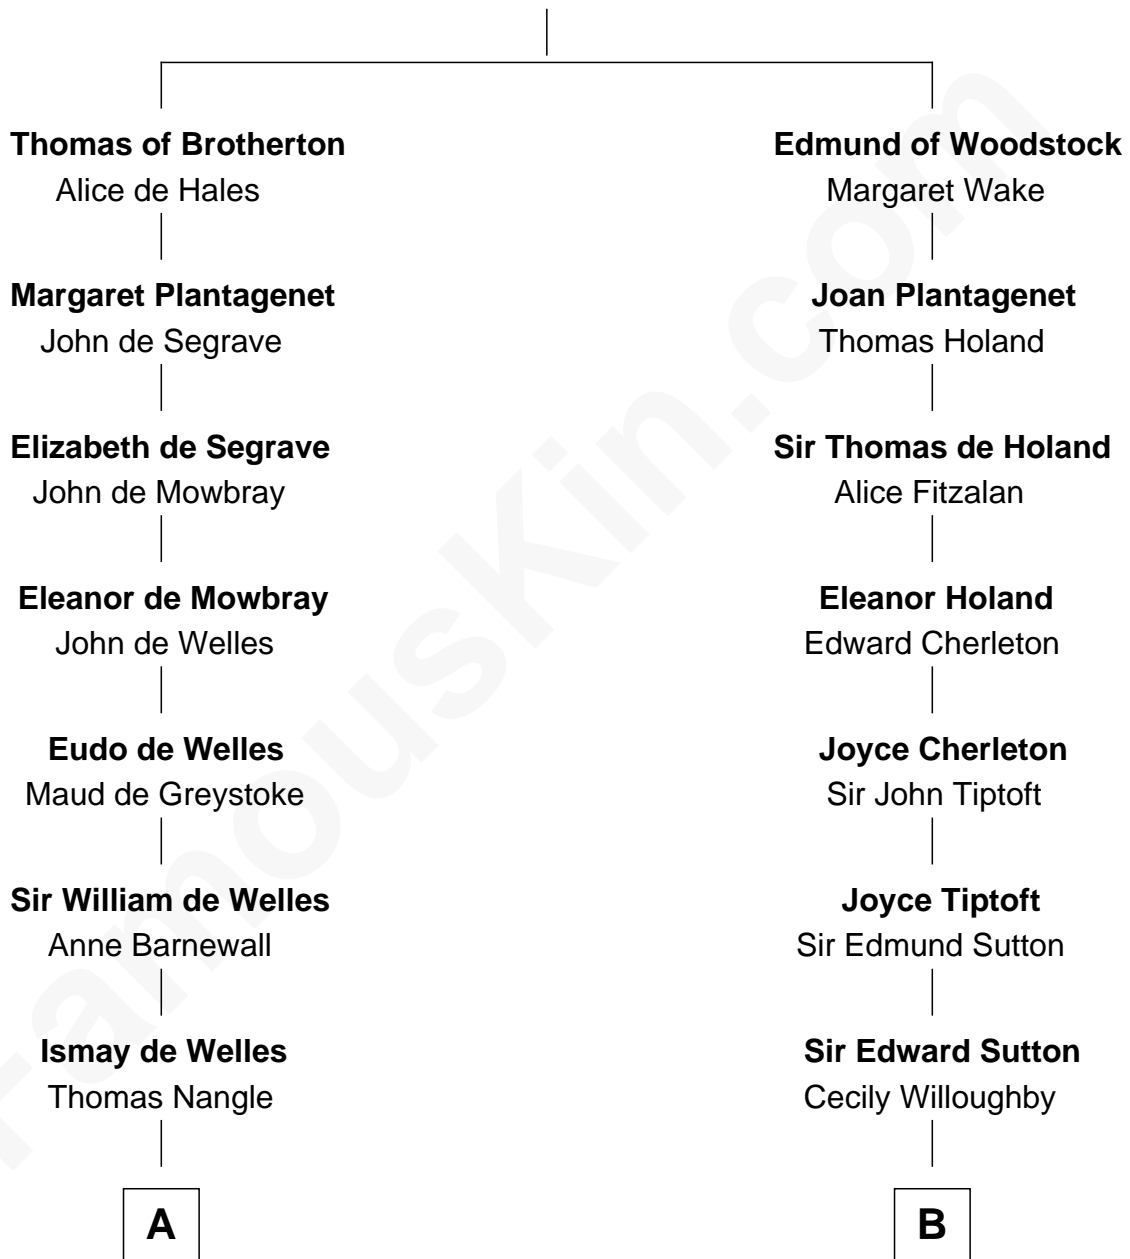 Thomas of Brotherton
Alice de Hales
Margaret Plantagenet
John de Segrave
Elizabeth de Segrave
John de Mowbray
Eleanor de Mowbray
John de Welles
Eudo de Welles
Maud de Greystoke
Sir William de Welles
Anne Barnewall
Ismay de Welles
Thomas Nangle
A
Edmund of Woodstock
Margaret Wake
Joan Plantagenet
Thomas Holand
Sir Thomas de Holand
Alice Fitzalan
Eleanor Holand
Edward Cherleton
Joyce Cherleton
Sir John Tiptoft
Joyce Tiptoft
Sir Edmund Sutton
Sir Edward Sutton
Cecily Willoughby
B
FamousKin.com